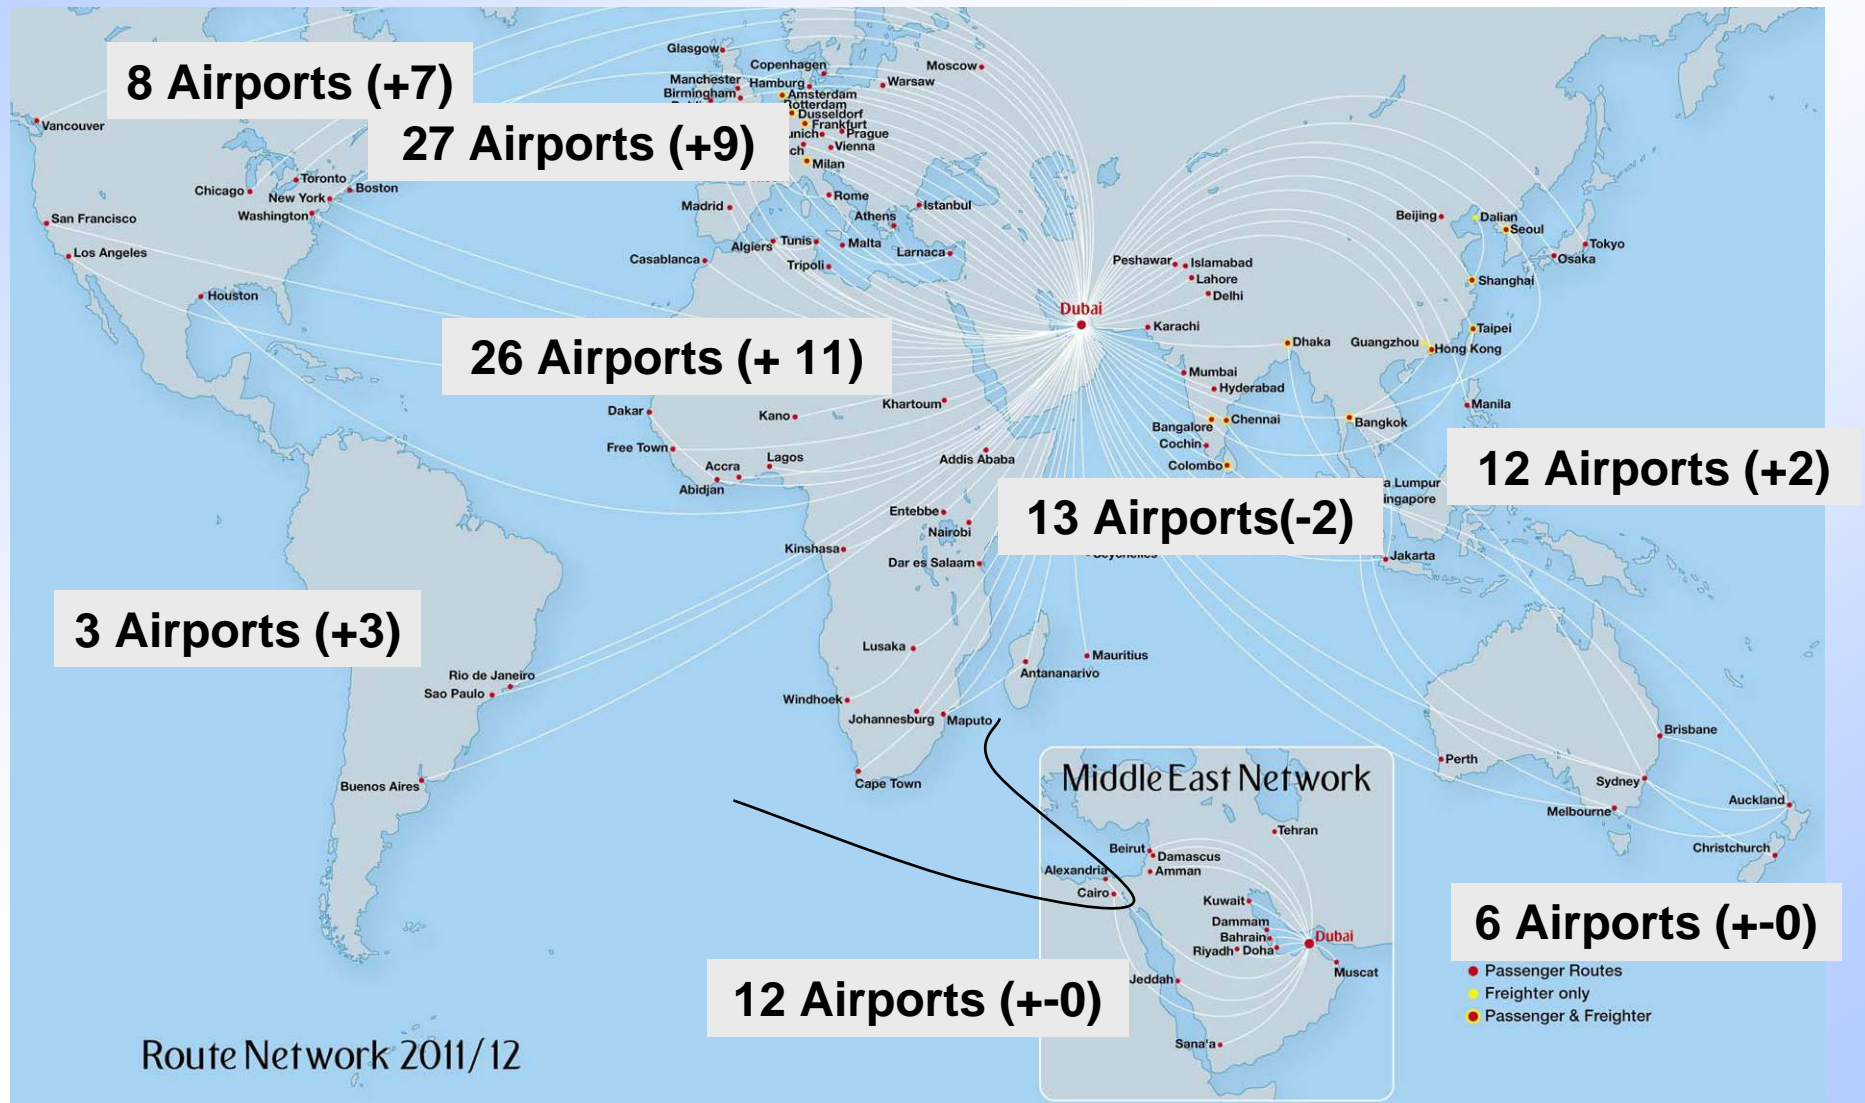 8 Airports (+7)
27 Airports (+9)
26 Airports (+ 11)
13 Airports(-2)
12 Airports (+2)
3 Airports (+3)
12 Airports (+-0)
6 Airports (+-0)
Vancouver
San Francisco
Los Angeles
Houston
Chicago
Toronto
New York
Washington
Boston
Glasgow
Manchester
Birmingham
Copenhagen
Hamburg
Amsterdam
Rotterdam
Dusseldorf
Frankfurt
Prague
Vienna
Milan
Moscow
Warsaw
Rome
Madrid
Athens
Istanbul
Algiers
Tunis
Malta
Larnaca
Casablanca
Tripoli
Dubai
Peshawar
Islamabad
Lahore
Delhi
Karachi
Beijing
Dalian
Seoul
Tokyo
Osaka
Shanghai
Taipei
Dhaka
Guangzhou
Hong Kong
Mumbai
Hyderabad
Manila
Bangalore
Chennai
Bangkok
Cochin
Colombo
Lumpur
Jakarta
Seychelles
Dakar
Kano
Khartoum
Free Town
Accra
Lagos
Abidjan
Addis Ababa
Entebbe
Nairobi
Kinshasa
Dar es Salaam
Lusaka
Mauritius
Antananarivo
Windhoek
Johannesburg
Maputo
Cape Town
Rio de Janeiro
Sao Paulo
Buenos Aires
Brisbane
Perth
Sydney
Melbourne
Auckland
Christchurch
Middle East Network
Tehran
Beirut
Damascus
Amman
Alexandria
Cairo
Kuwait
Dammam
Bahrain
Riyadh
Doha
Dubai
Muscat
Jeddah
Sana'a
Passenger Routes
Freighter only
Passenger & Freighter
Route Network 2011/12